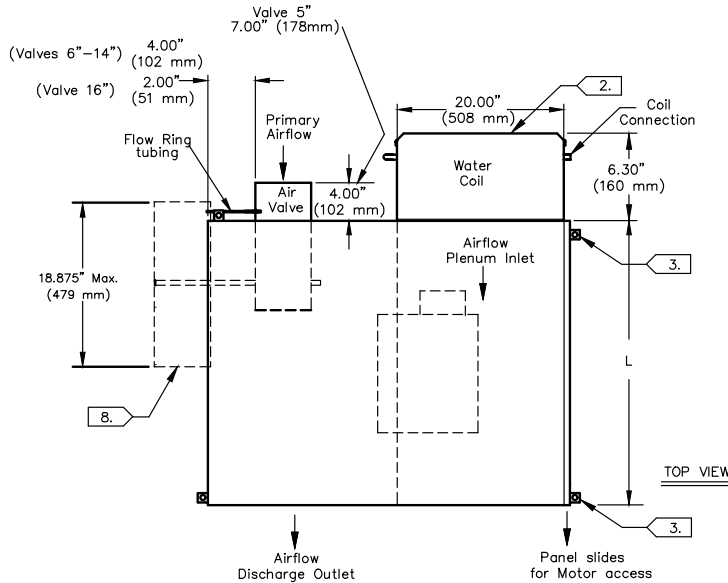 Valve 5"
7.00" (178mm)
(Valves 6"-14")
4.00"
(102 mm)
(Valve 16")
2.00"
(51 mm)
20.00"
(508 mm)
2.
Coil
Connection
Primary
Airflow
Flow Ring
tubing
Air
Valve
4.00"
(102 mm)
Water
Coil
6.30"
(160 mm)
18.875" Max.
(479 mm)
Airflow
Plenum Inlet
3.
L
8.
TOP VIEW
3.
Airflow
Discharge Outlet
Panel slides
for Motor access